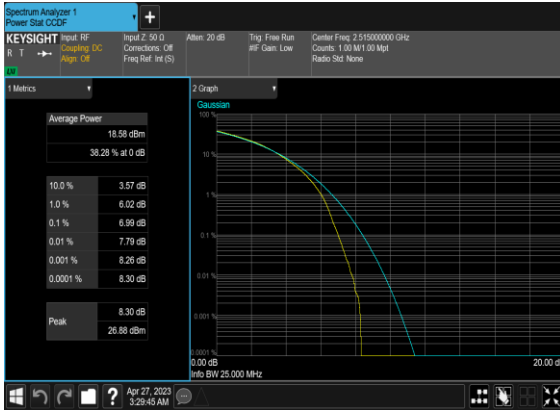 Spectrum Analyzer 1
Power Stat CCDF
KEYSIGHT
R T
Input: RF
Coupling: DC
Align: Off
Input Z: 50 Ω
Corrections: Off
Freq Ref: Int (S)
Atten: 20 dB
Trig: Free Run
#IF Gain: Low
Center Freq: 2.515000000 GHz
Counts: 1.00 M/1.00 Mpt
Radio Std: None
1 Metrics
Average Power
18.58 dBm
38.28 % at 0 dB
10.0 % 3.57 dB
1.0 % 6.02 dB
0.1 % 6.99 dB
0.01 % 7.79 dB
0.001 % 8.26 dB
0.0001 % 8.30 dB
Peak
8.30 dB
26.88 dBm
2 Graph
Gaussian
100 %
10 %
1 %
0.1 %
0.01 %
0.001 %
0.0001 %
0.00 dB
20.00 d
Info BW 25.000 MHz
Apr 27, 2023
3:29:45 AM